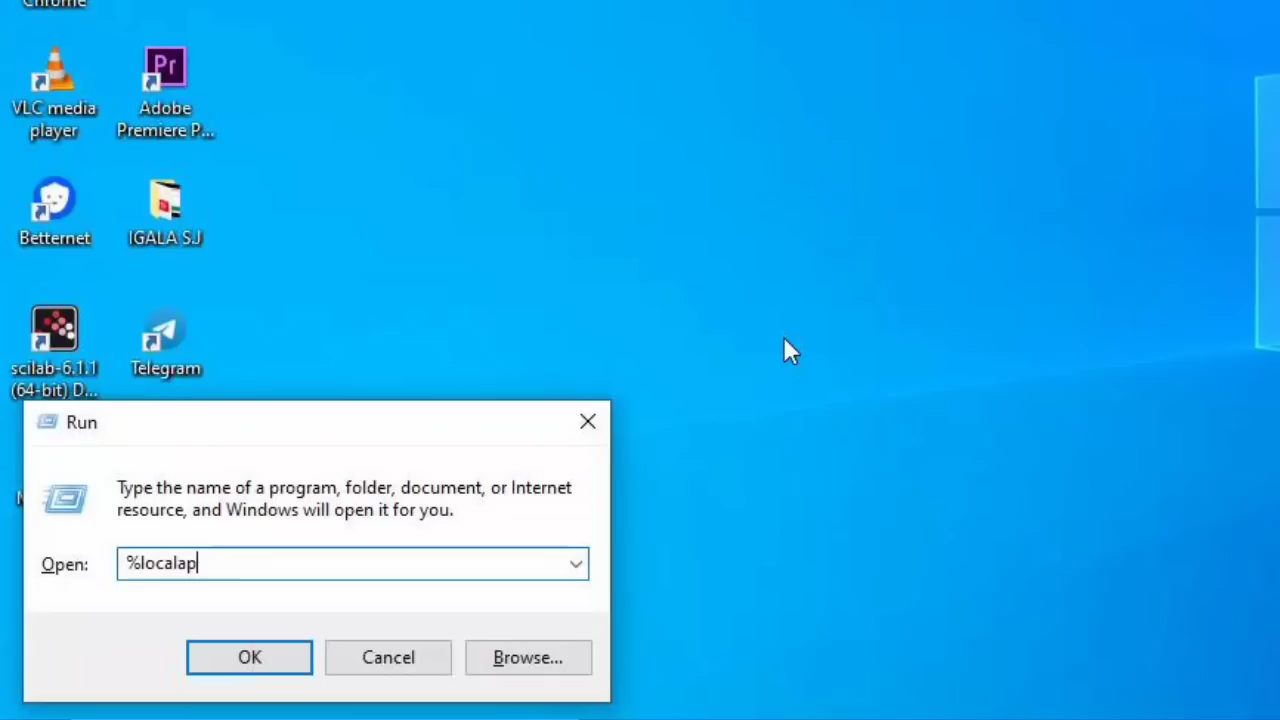 Chrome
VLC media
player
Adobe
Premiere P...
Pr
Betternet
IGALA S.J
scilab-6.1.1
(64-bit) D...
Telegram
Run
Type the name of a program, folder, document, or Internet
resource, and Windows will open it for you.
Open:
%localap
OK
Cancel
Browse...